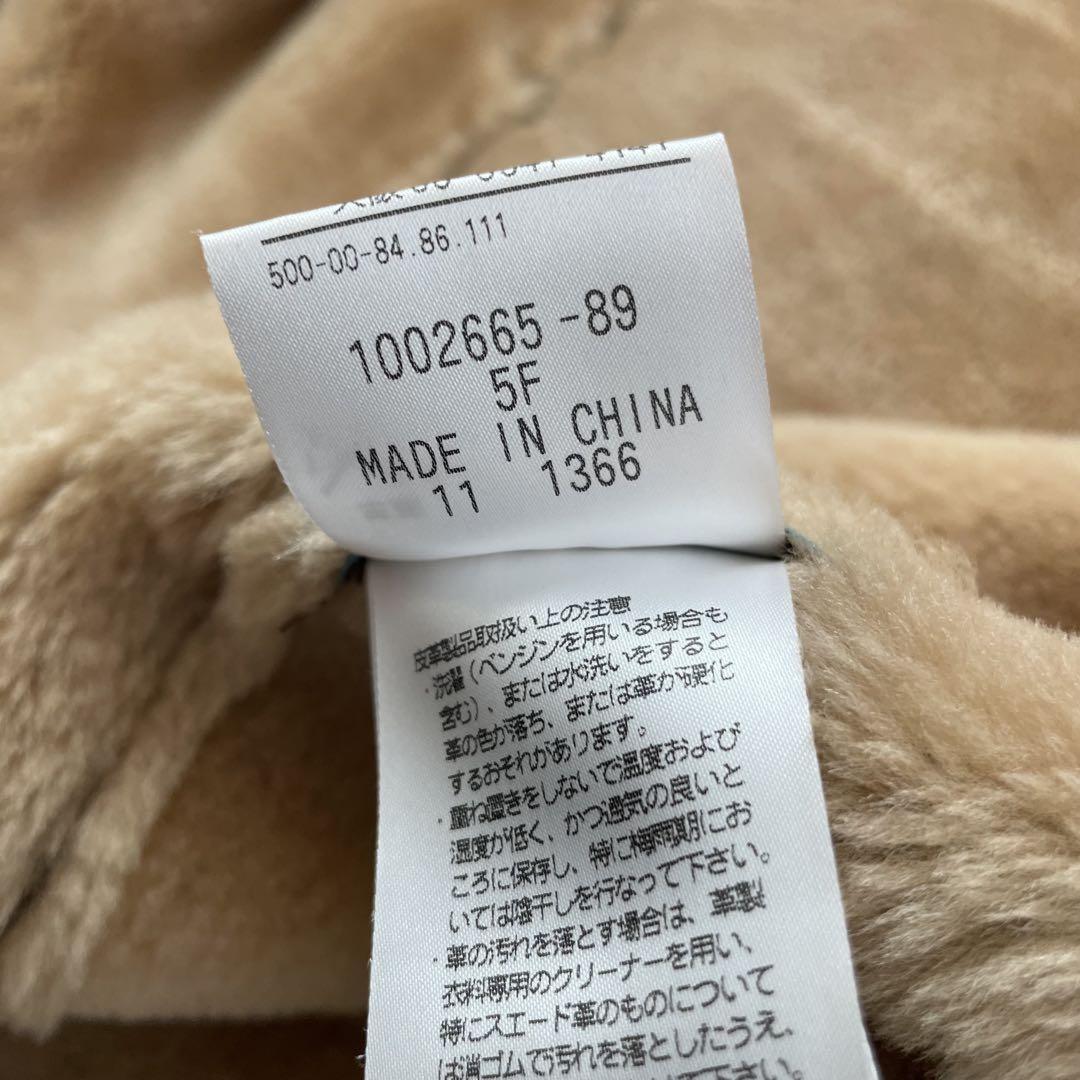 500-00-84.86.111
1002665-89
5F
MADE IN CHINA
11 1366
皮革製品取扱い上の注意
・洗濯(ベンジンを用いる場合も
含む)、または水洗いをすると
革の色が落ち、または革が硬化
するおそれがあります。
・重ね置きをしないで温度および
湿度が低く、かつ通気の良いと
ころに保存し、特に梅雨期にお
いては陰干しを行なって下さい。
・革の汚れを落とす場合は、革製
衣料専用のクリーナーを用い、
特にスエード革のものについて
は消ゴムで汚れを落としたうえ、